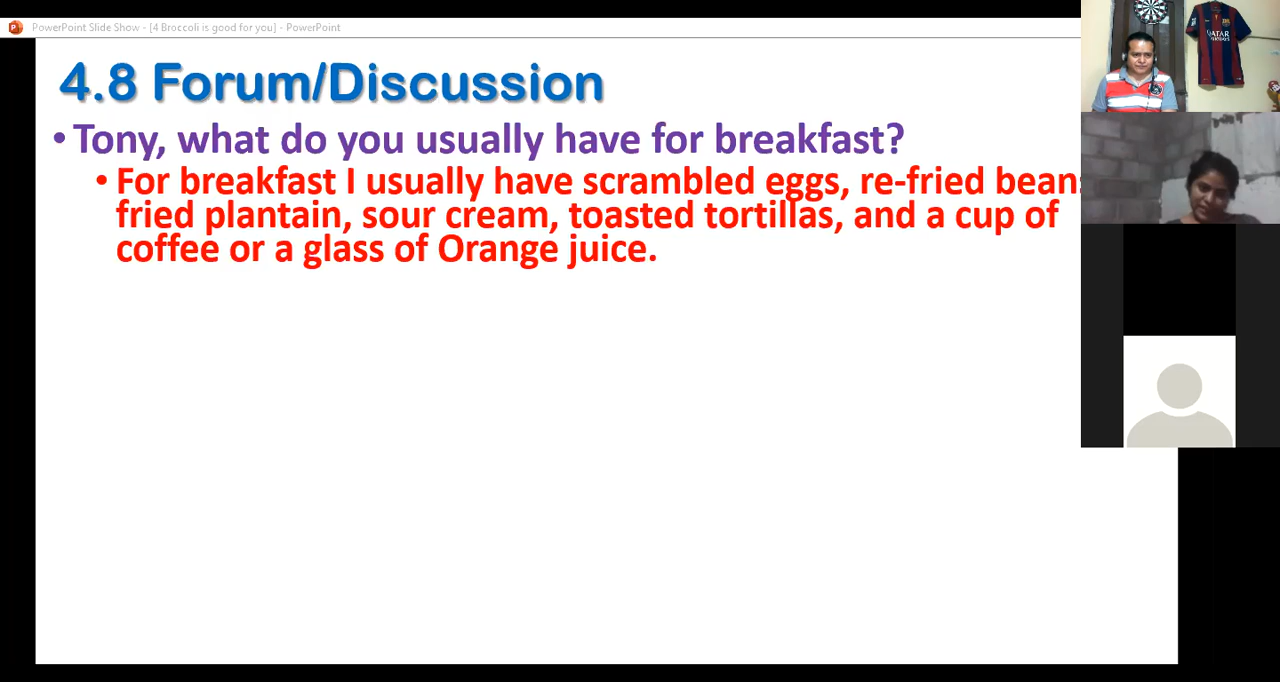 PowerPoint Slide Show - [4 Broccoli is good for you] - PowerPoint
4.8 Forum/Discussion
• Tony, what do you usually have for breakfast?
• For breakfast I usually have scrambled eggs, re-fried bean
fried plantain, sour cream, toasted tortillas, and a cup of
coffee or a glass of Orange juice.
QATAR